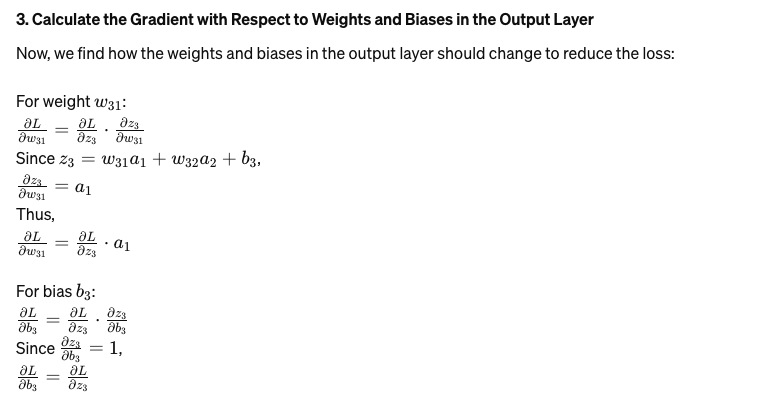 3. Calculate the Gradient with Respect to Weights and Biases in the Output Layer
Now, we find how the weights and biases in the output layer should change to reduce the loss:
For weight $w_{31}$:
$\frac{\partial L}{\partial w_{31}} = \frac{\partial L}{\partial z_3} \cdot \frac{\partial z_3}{\partial w_{31}}$
Since $z_3 = w_{31}a_1 + w_{32}a_2 + b_3$,
$\frac{\partial z_3}{\partial w_{31}} = a_1$
Thus,
$\frac{\partial L}{\partial w_{31}} = \frac{\partial L}{\partial z_3} \cdot a_1$
For bias $b_3$:
$\frac{\partial L}{\partial b_3} = \frac{\partial L}{\partial z_3} \cdot \frac{\partial z_3}{\partial b_3}$
Since $\frac{\partial z_3}{\partial b_3} = 1$,
$\frac{\partial L}{\partial b_3} = \frac{\partial L}{\partial z_3}$